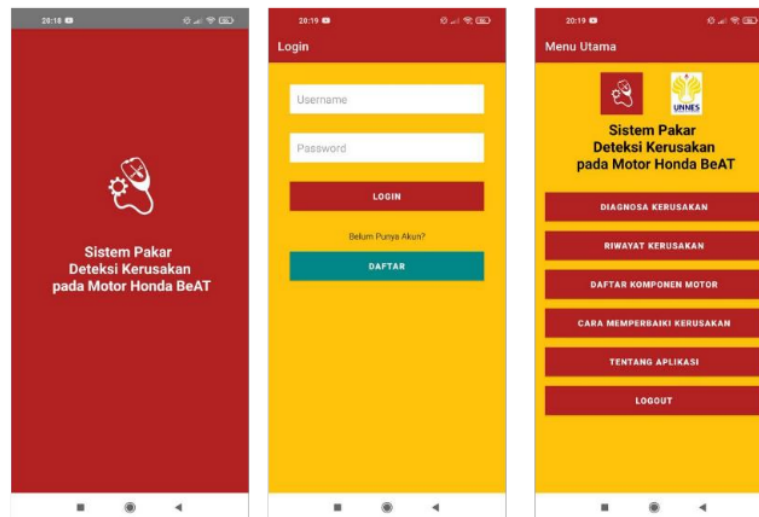 20:18
Sistem Pakar
Deteksi Kerusakan
pada Motor Honda BeAT
20:19
Login
Username
Password
LOGIN
Belum Punya Akun?
DAFTAR
20:19
Menu Utama
UNNES
Sistem Pakar
Deteksi Kerusakan
pada Motor Honda BeAT
DIAGNOSA KERUSAKAN
RIWAYAT KERUSAKAN
DAFTAR KOMPONEN MOTOR
CARA MEMPERBAIKI KERUSAKAN
TENTANG APLIKASI
LOGOUT